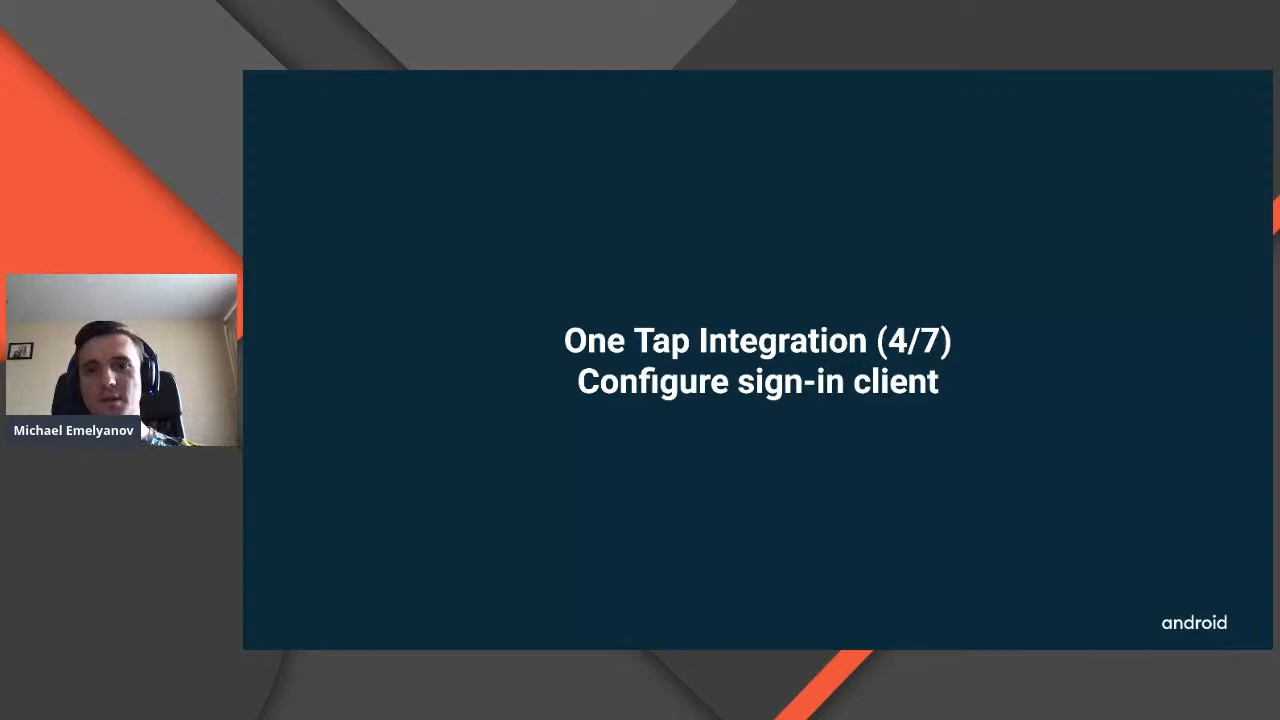 One Tap Integration (4/7)
Configure sign-in client
Michael Emelyanov
android